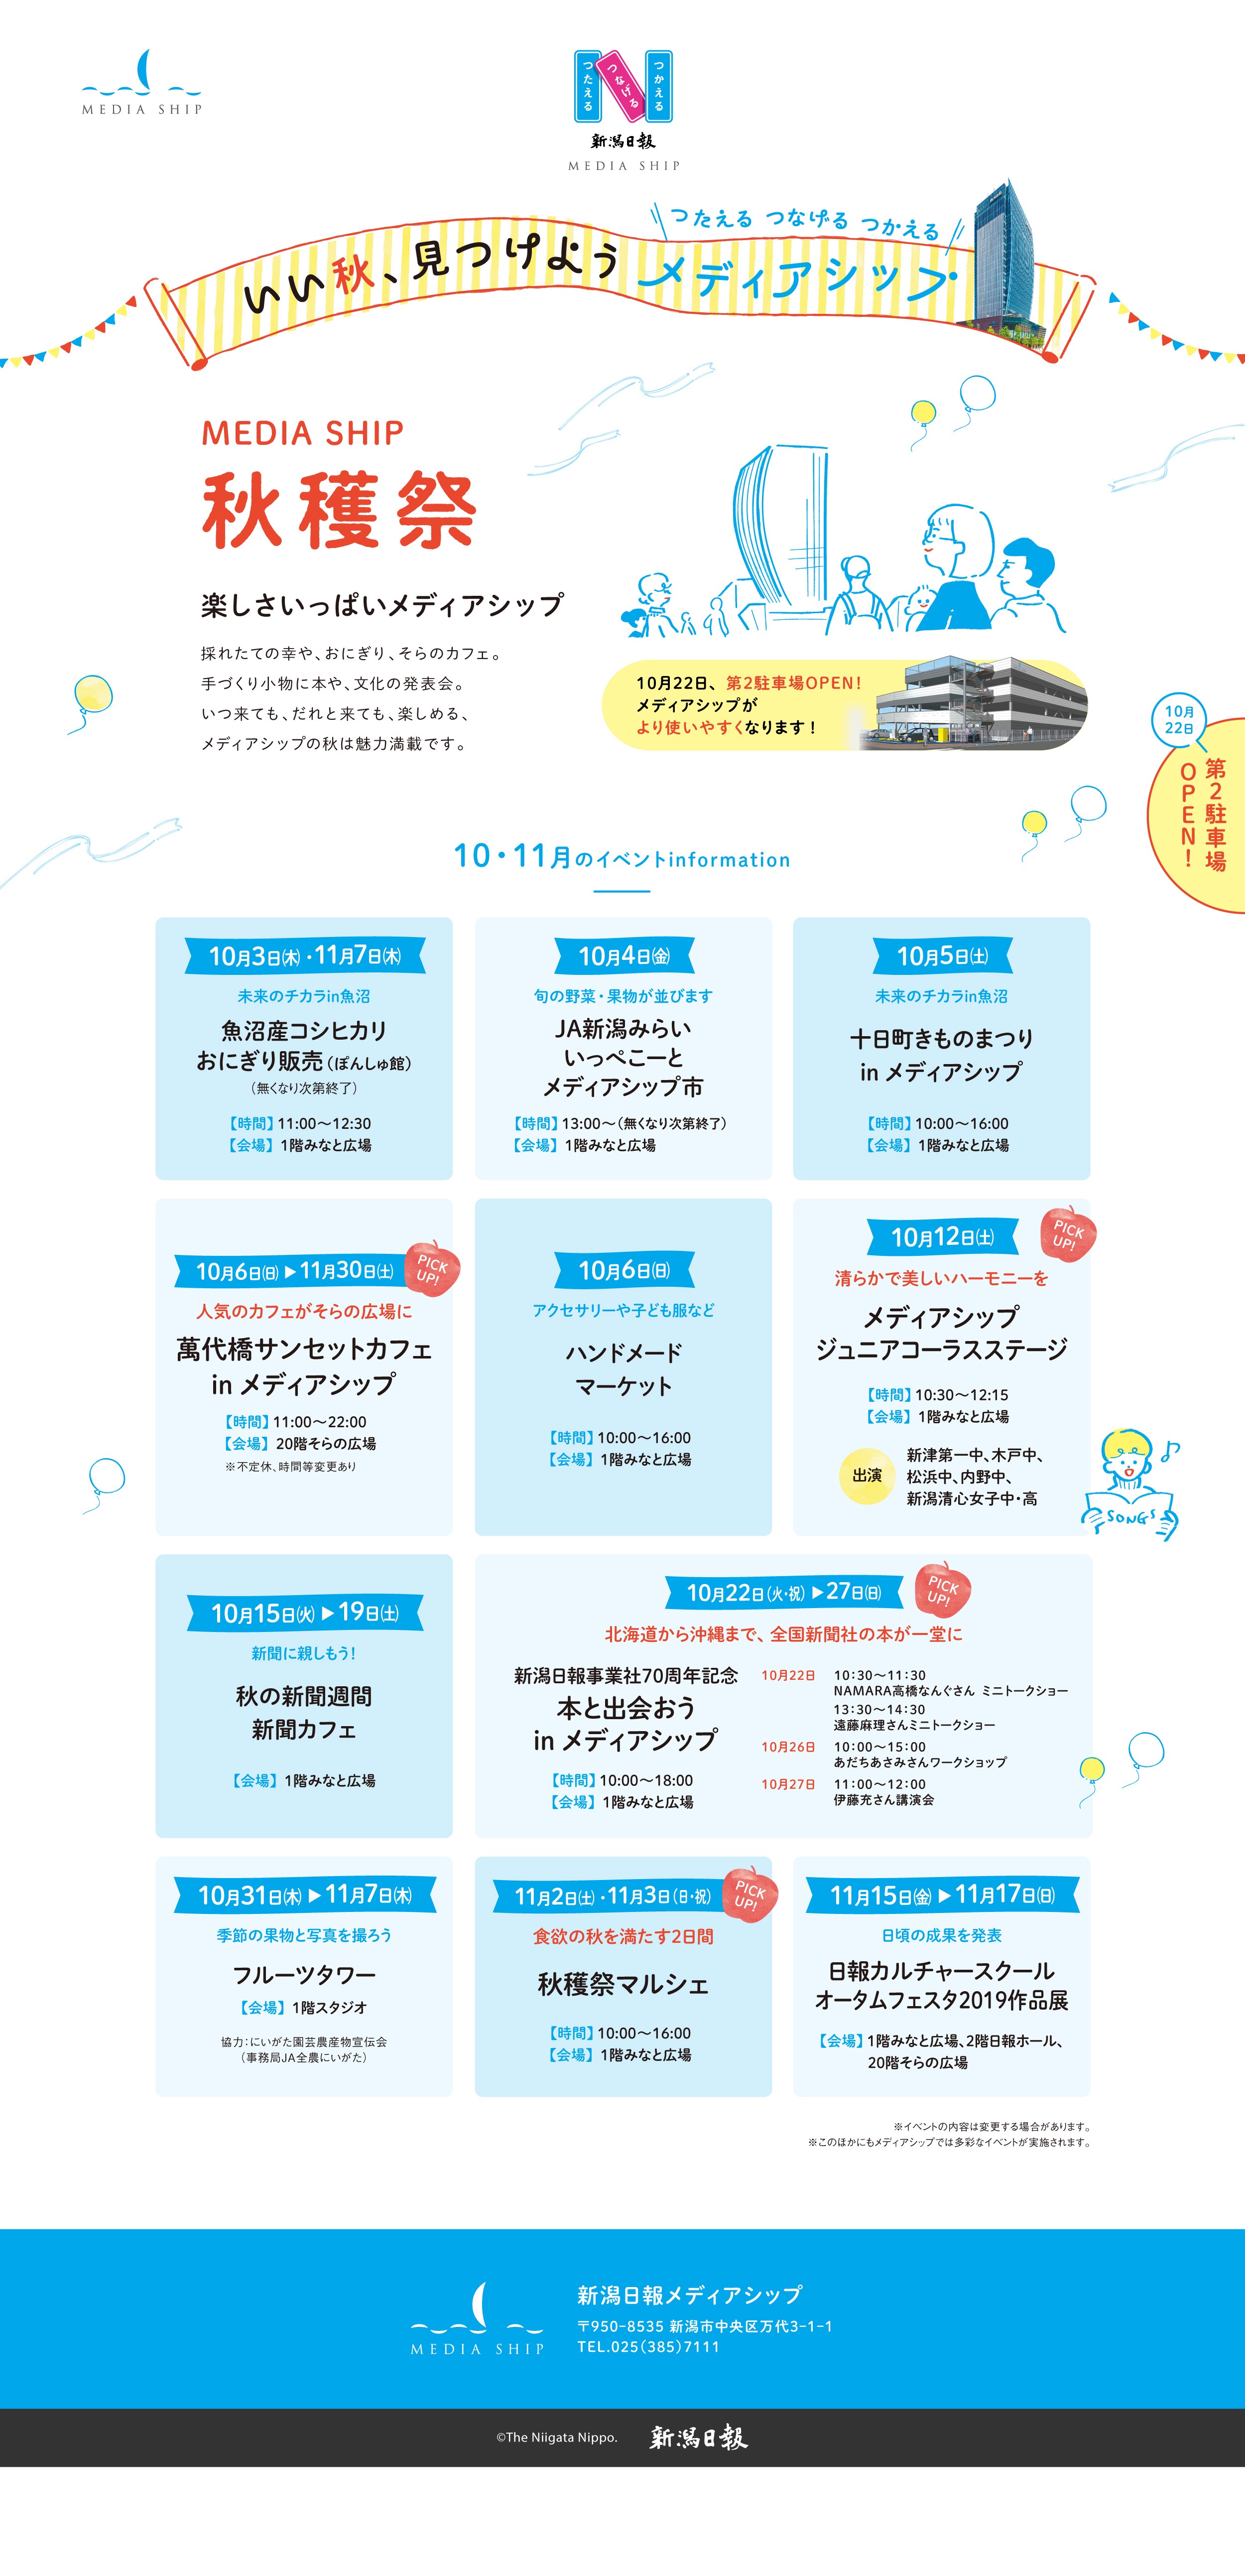 MEDIA SHIP
つたえる
つなげる
つかえる
新潟日報
MEDIA SHIP
つたえる つなげる つかえる
いい秋、見つけよう メディアシップ
MEDIA SHIP
秋穫祭
楽しさいっぱいメディアシップ
採れたての幸や、おにぎり、そらのカフェ。
手づくり小物に本や、文化の発表会。
いつ来ても、だれと来ても、楽しめる、
メディアシップの秋は魅力満載です。
10月22日、第2駐車場OPEN!
メディアシップが
より使いやすくなります!
10月
22日
第2駐車場
OPEN!
10・11月のイベントinformation
10月3日(木)・11月7日(木)
未来のチカラin魚沼
魚沼産コシヒカリ
おにぎり販売(ぽんしゅ館)
(無くなり次第終了)
【時間】11:00〜12:30
【会場】1階みなと広場
10月4日(金)
旬の野菜・果物が並びます
JA新潟みらい
いっぺこーと
メディアシップ市
【時間】13:00〜(無くなり次第終了)
【会場】1階みなと広場
10月5日(土)
未来のチカラin魚沼
十日町きものまつり
in メディアシップ
【時間】10:00〜16:00
【会場】1階みなと広場
10月6日(日)▶11月30日(土)
PICK
UP!
人気のカフェがそらの広場に
萬代橋サンセットカフェ
in メディアシップ
【時間】11:00〜22:00
【会場】20階そらの広場
※不定休、時間等変更あり
10月6日(日)
アクセサリーや子ども服など
ハンドメード
マーケット
【時間】10:00〜16:00
【会場】1階みなと広場
10月12日(土)
PICK
UP!
清らかで美しいハーモニーを
メディアシップ
ジュニアコーラスステージ
【時間】10:30〜12:15
【会場】1階みなと広場
出演
新津第一中、木戸中、
松浜中、内野中、
新潟清心女子中・高
SONGS
10月15日(火)▶19日(土)
新聞に親しもう!
秋の新聞週間
新聞カフェ
【会場】1階みなと広場
10月22日(火・祝)▶27日(日)
PICK
UP!
北海道から沖縄まで、全国新聞社の本が一堂に
新潟日報事業社70周年記念
本と出会おう
in メディアシップ
【時間】10:00〜18:00
【会場】1階みなと広場
10月22日 10:30〜11:30
NAMARA高橋なんぐさん ミニトークショー
13:30〜14:30
遠藤麻理さんミニトークショー
10月26日 10:00〜15:00
あだちあさみさんワークショップ
10月27日 11:00〜12:00
伊藤充さん講演会
10月31日(木)▶11月7日(木)
季節の果物と写真を撮ろう
フルーツタワー
【会場】1階スタジオ
協力:にいがた園芸農産物宣伝会
(事務局JA全農にいがた)
11月2日(土)・11月3日(日・祝)
PICK
UP!
食欲の秋を満たす2日間
秋穫祭マルシェ
【時間】10:00〜16:00
【会場】1階みなと広場
11月15日(金)▶11月17日(日)
日頃の成果を発表
日報カルチャースクール
オータムフェスタ2019作品展
【会場】1階みなと広場、2階日報ホール、
20階そらの広場
※イベントの内容は変更する場合があります。
※このほかにもメディアシップでは多彩なイベントが実施されます。
MEDIA SHIP
新潟日報メディアシップ
〒950-8535 新潟市中央区万代3-1-1
TEL.025(385)7111
©The Niigata Nippo.
新潟日報